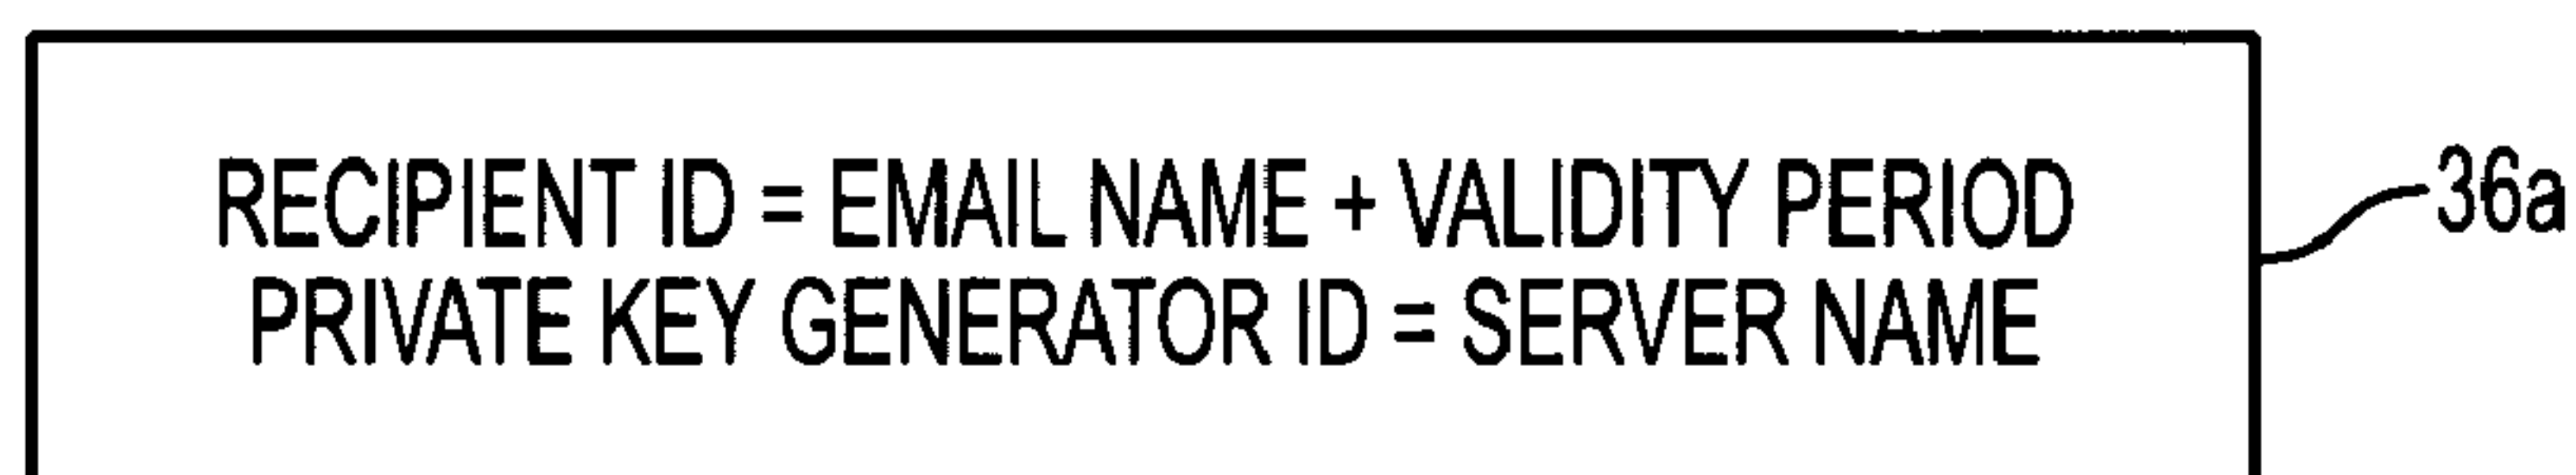 RECIPIENT ID = EMAIL NAME + VALIDITY PERIOD
PRIVATE KEY GENERATOR ID = SERVER NAME
36a